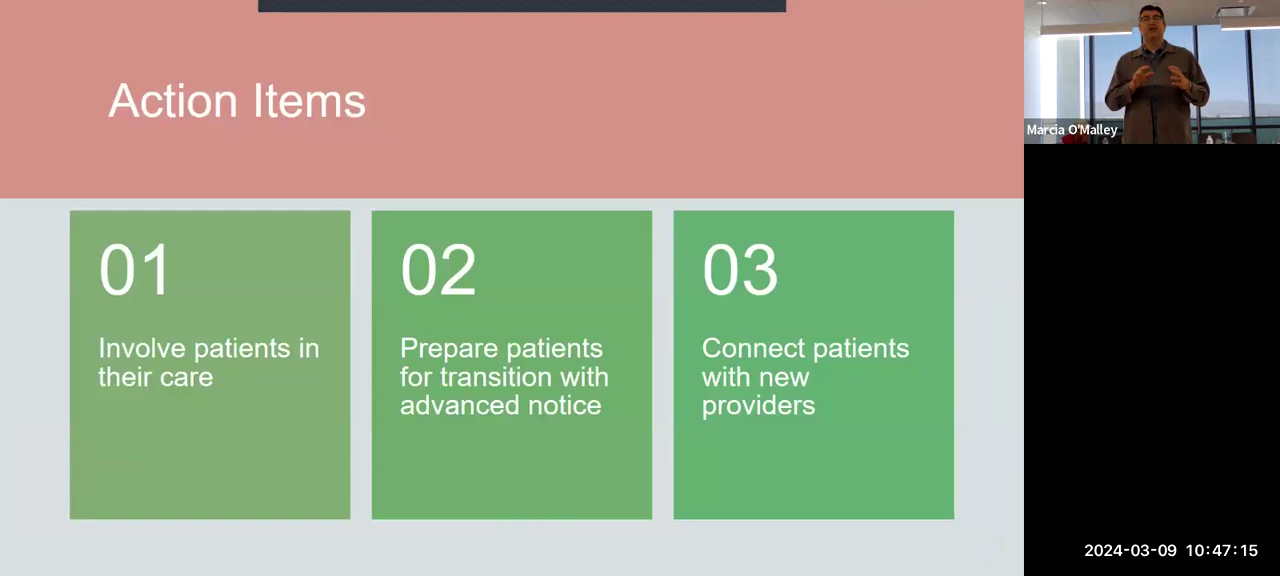 Action Items
01
Involve patients in
their care
02
Prepare patients
for transition with
advanced notice
03
Connect patients
with new
providers
Marcia O'Malley
2024-03-09 10:47:15